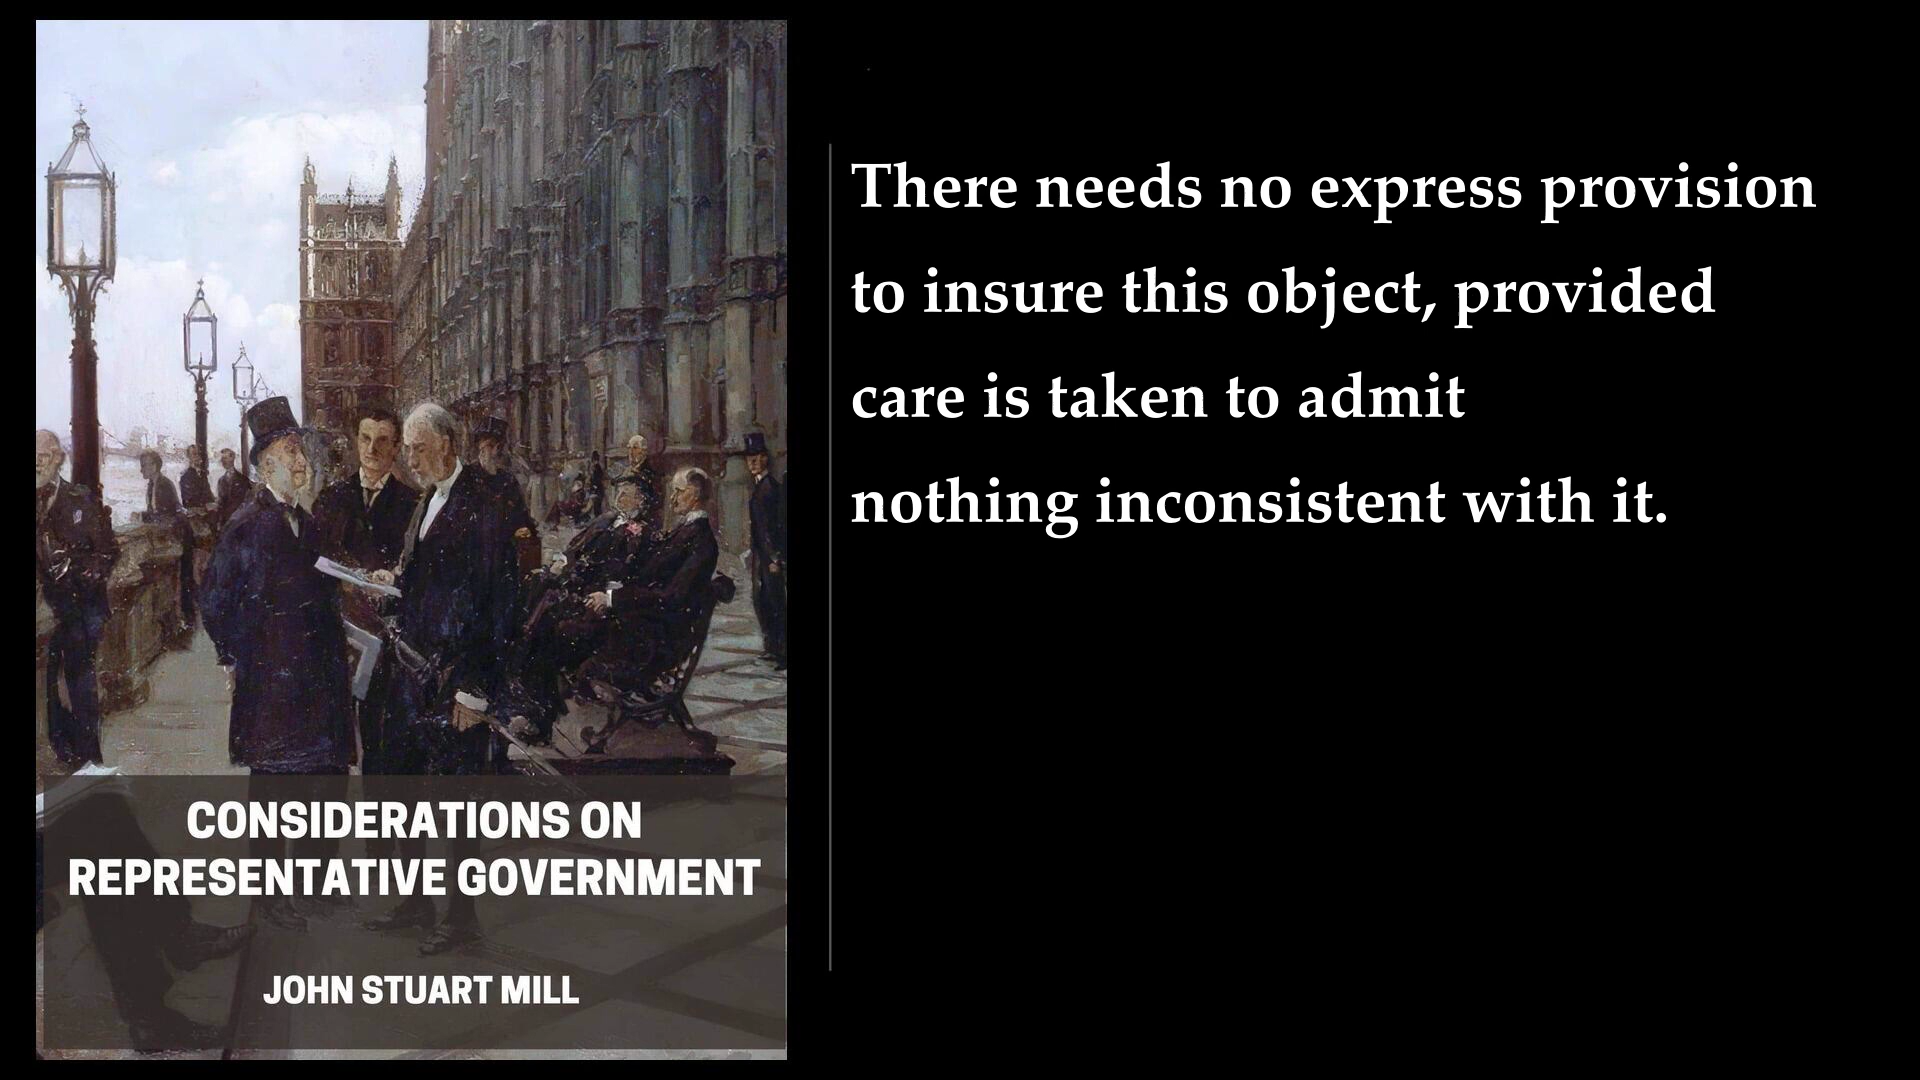 There needs no express provision
to insure this object, provided
care is taken to admit
nothing inconsistent with it.
CONSIDERATIONS ON
REPRESENTATIVE GOVERNMENT
JOHN STUART MILL